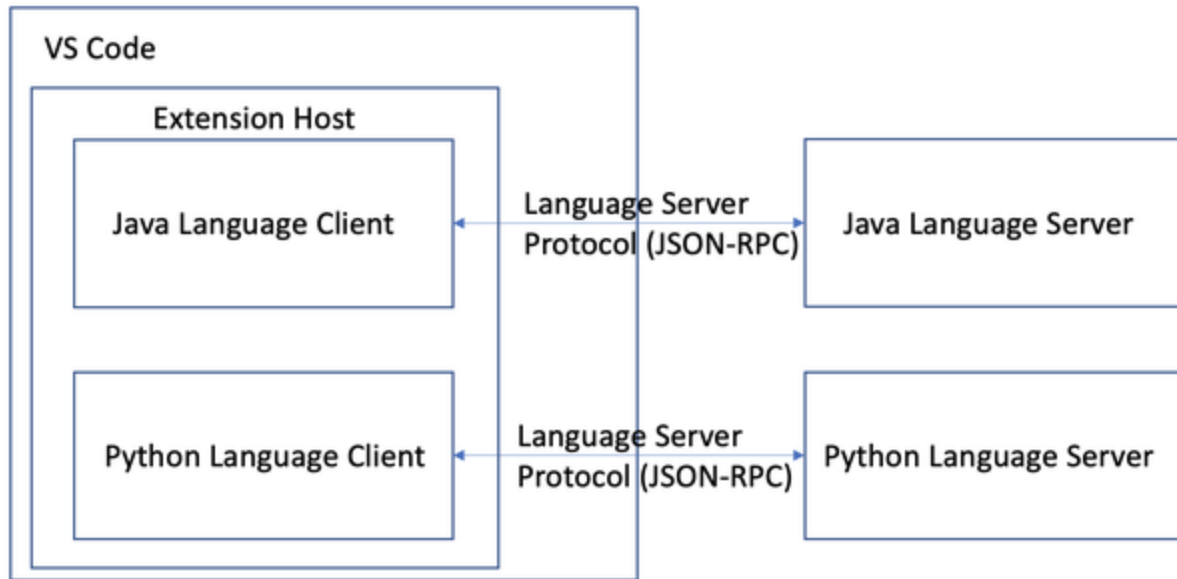 VS Code
Extension Host
Java Language Client
Language Server
Protocol (JSON-RPC)
Java Language Server
Python Language Client
Language Server
Protocol (JSON-RPC)
Python Language Server